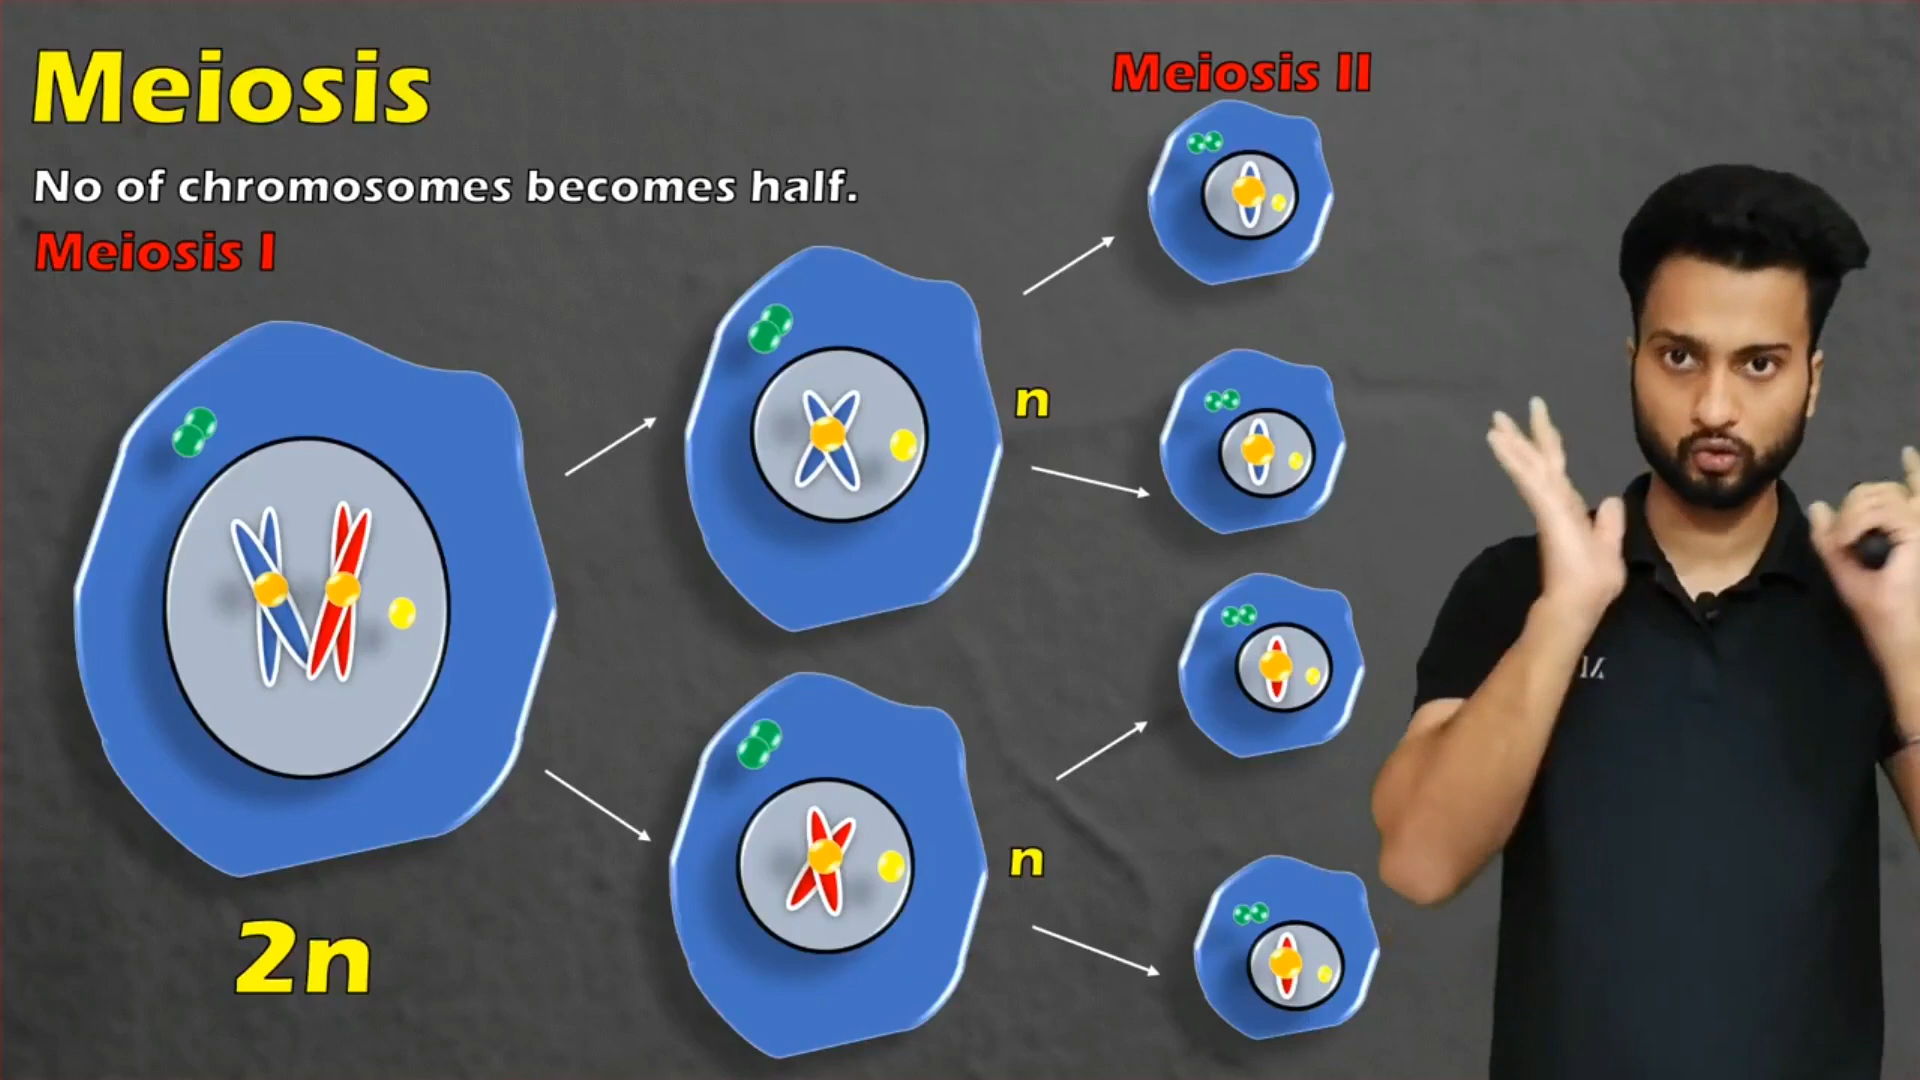 Meiosis
No of chromosomes becomes half.
Meiosis I
Meiosis II
n
n
2n